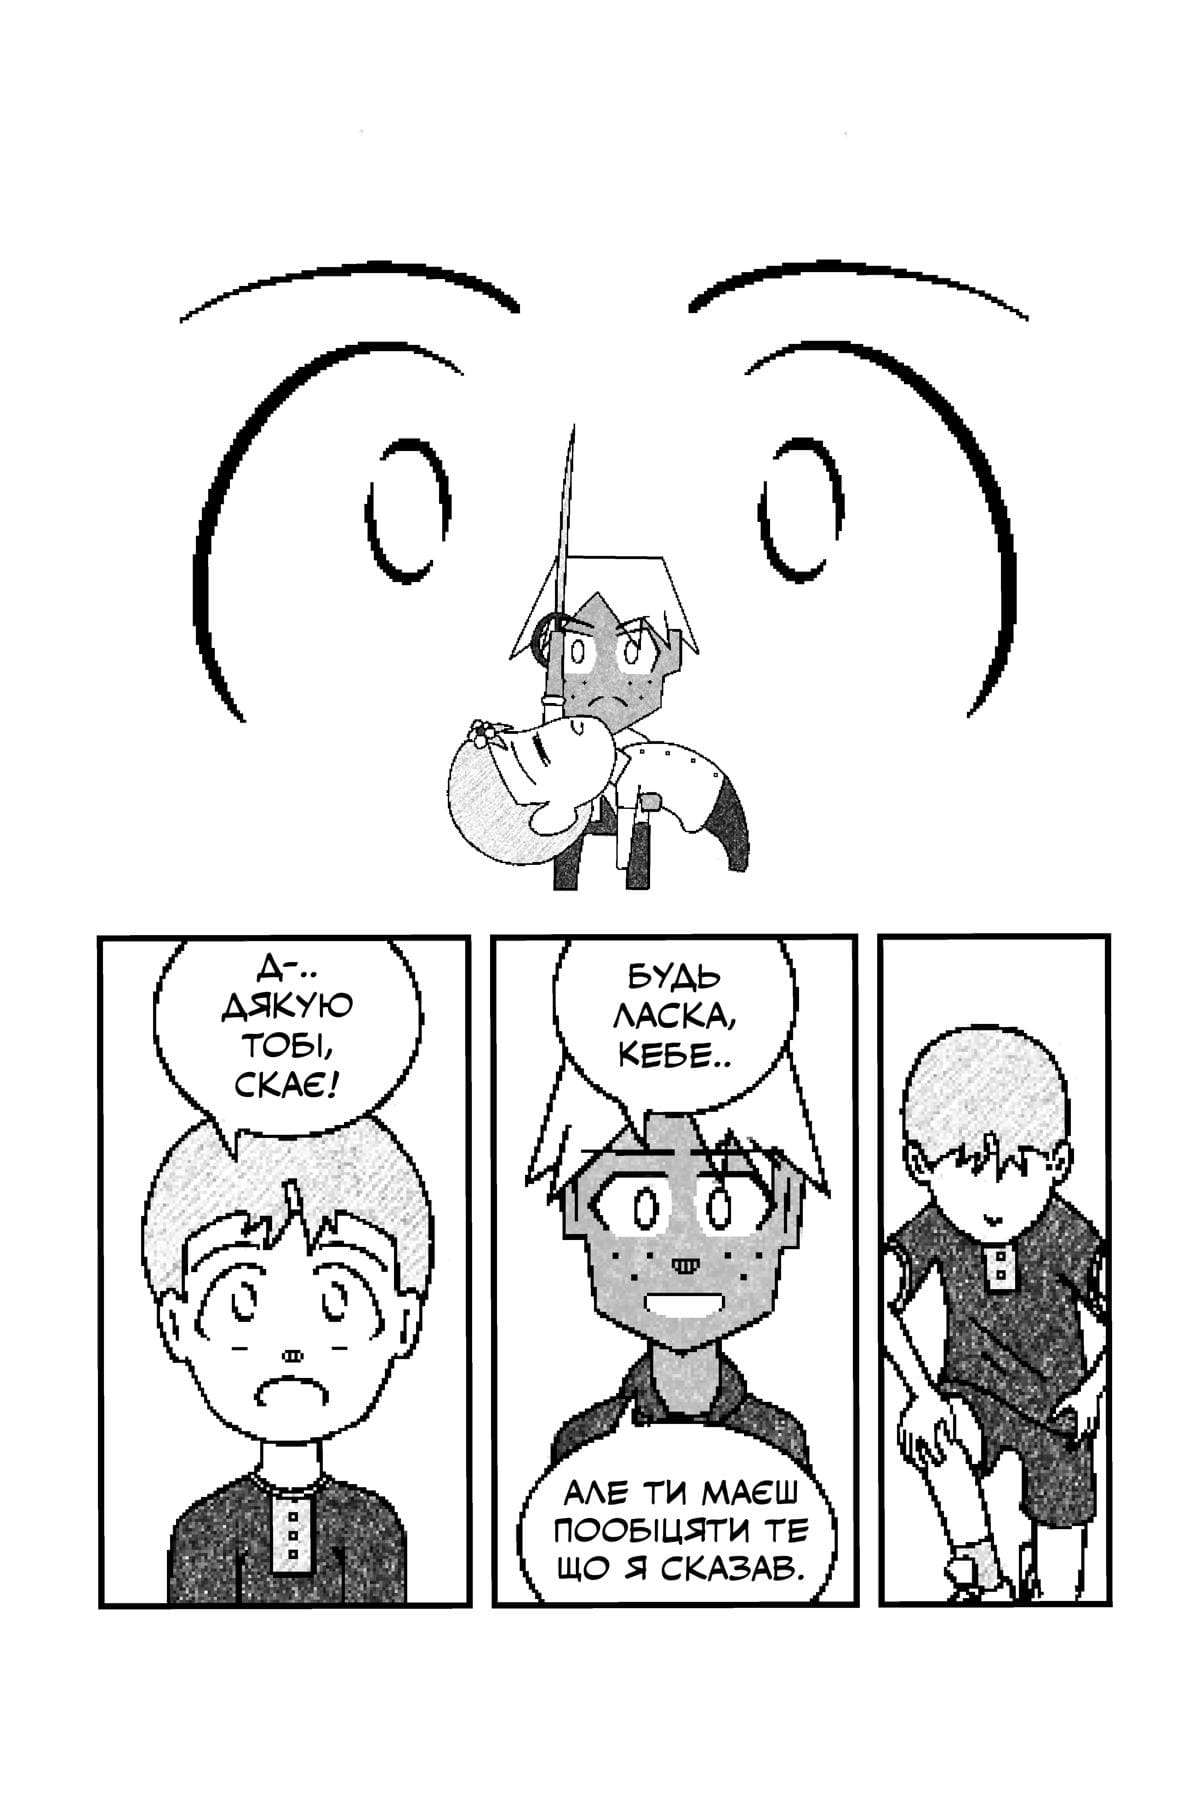 Д-..
ДЯКУЮ
ТОБІ,
СКАЄ!
БУДЬ
ЛАСКА,
КЕБЕ..
АЛЕ ТИ МАЄШ
ПООБІЦЯТИ ТЕ
ЩО Я СКАЗАВ.